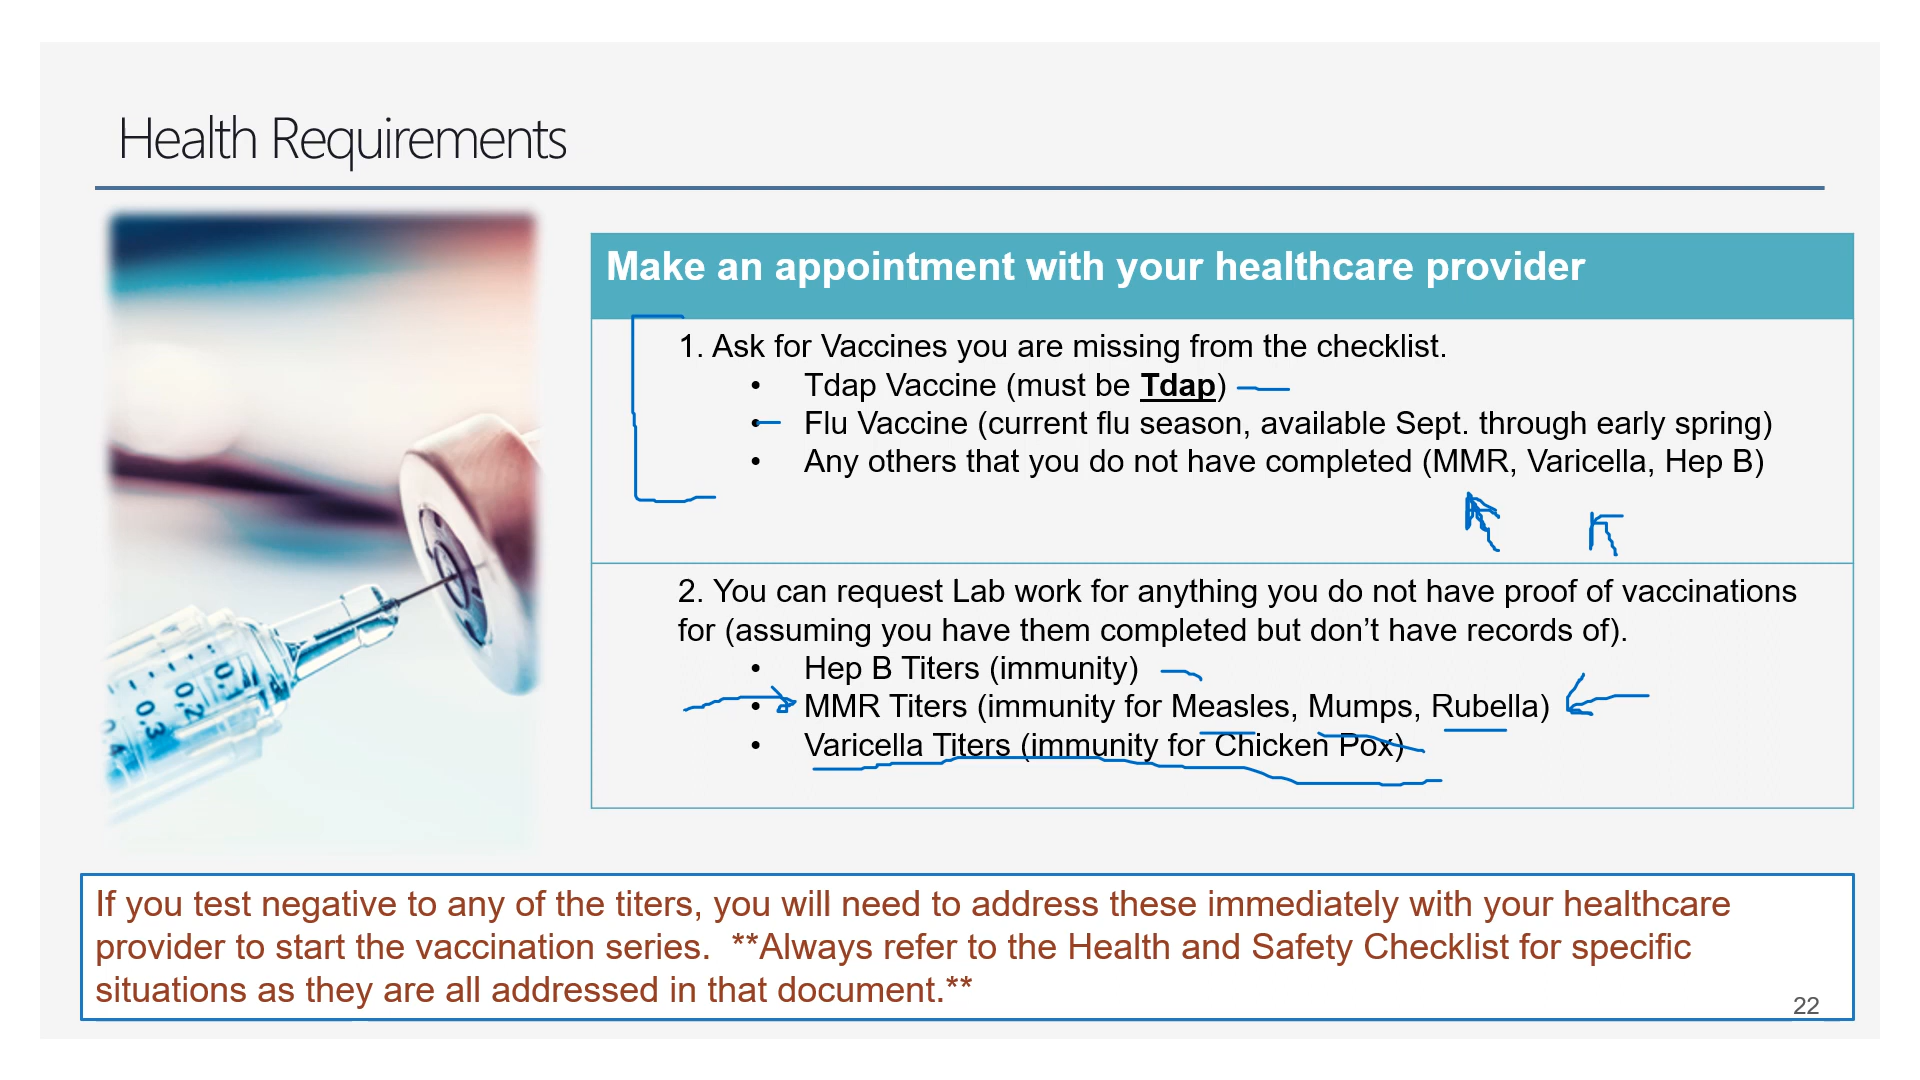 Health Requirements
Make an appointment with your healthcare provider
1. Ask for Vaccines you are missing from the checklist.
• Tdap Vaccine (must be Tdap)
• Flu Vaccine (current flu season, available Sept. through early spring)
• Any others that you do not have completed (MMR, Varicella, Hep B)
2. You can request Lab work for anything you do not have proof of vaccinations
for (assuming you have them completed but don’t have records of).
• Hep B Titers (immunity)
• MMR Titers (immunity for Measles, Mumps, Rubella)
• Varicella Titers (immunity for Chicken Pox)
If you test negative to any of the titers, you will need to address these immediately with your healthcare
provider to start the vaccination series.  **Always refer to the Health and Safety Checklist for specific
situations as they are all addressed in that document.**
22